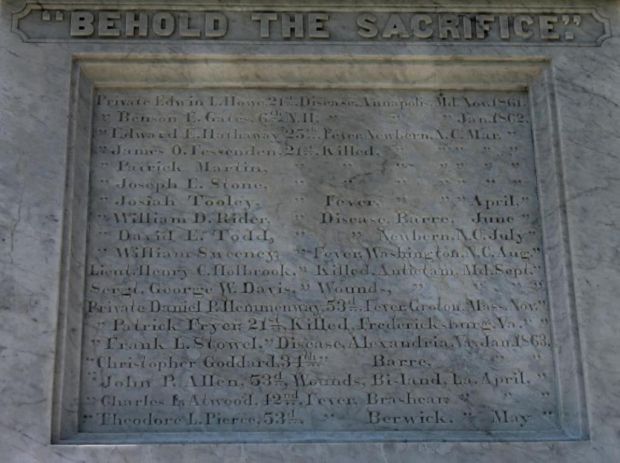 "BEHOLD THE SACRIFICE".
Private Edwin L. Howe, 21st, Disease, Annapolis, Md. Nov. 1861.
" Benson E. Gates, 6th N.H. " " " Jan. 1862.
" Edward E. Hathaway 25th, Fever, Newbern, N.C. Mar. "
" James O. Fessenden, 21st, Killed, " " " "
" Patrick Martin, " " " " " "
" Joseph E. Stone, " " " " " "
" Josiah Tooley, " Fever, " " April, "
" William D. Rider, " Disease, Barre, June "
" David E. Todd, " " Newbern, N.C. July "
" William Sweeney, " Fever, Washington, N.C. Aug. "
Lieut. Henry C. Holbrook, " Killed, Antietam, Md. Sept. "
Sergt. George W. Davis, " Wounds, " " " "
Private Daniel P. Hemmenway, 53d, Fever, Groton, Mass. Nov. "
" Patrick Fryer, 21st, Killed, Fredericksburg, Va. " "
" Frank L. Stowel, " Disease, Alexandria, Va. Jan. 1863.
" Christopher Goddard, 34th, " Barre, " "
" John P. Allen, 53d, Wounds, Bisland, La. April, "
" Charles L. Atwood, 42nd, Fever, Brashear, " " "
" Theodore L. Pierce, 53d, " Berwick, " May "